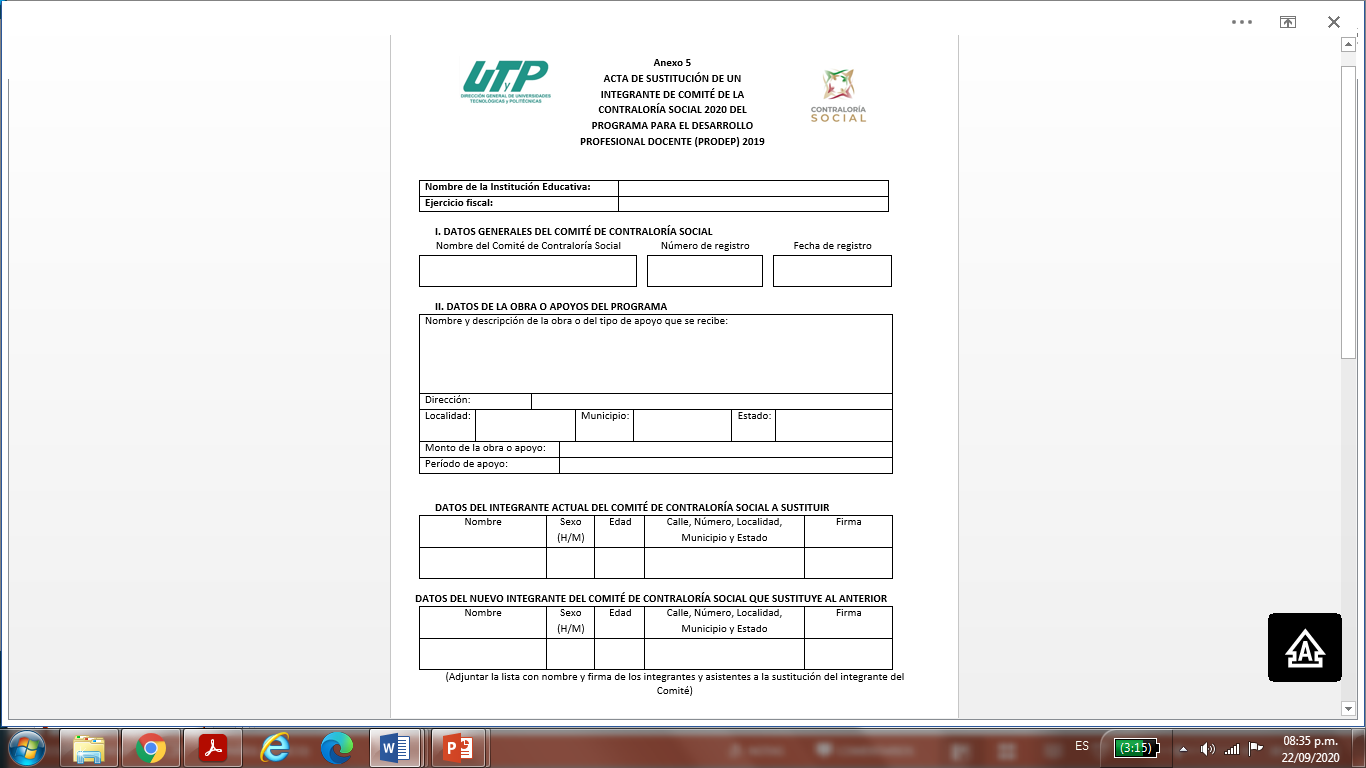 UTyP
DIRECCIÓN GENERAL DE UNIVERSIDADES
TECNOLÓGICAS y POLITÉCNICAS
Anexo 5
ACTA DE SUSTITUCIÓN DE UN
INTEGRANTE DE COMITÉ DE LA
CONTRALORÍA SOCIAL 2020 DEL
PROGRAMA PARA EL DESARROLLO
PROFESIONAL DOCENTE (PRODEP) 2019
CONTRALORÍA
SOCIAL
Nombre de la Institución Educativa:
Ejercicio fiscal:
I. DATOS GENERALES DEL COMITÉ DE CONTRALORÍA SOCIAL
Nombre del Comité de Contraloría Social Número de registro Fecha de registro
II. DATOS DE LA OBRA O APOYOS DEL PROGRAMA
Nombre y descripción de la obra o del tipo de apoyo que se recibe:
Dirección:
Localidad: Municipio: Estado:
Monto de la obra o apoyo:
Período de apoyo:
DATOS DEL INTEGRANTE ACTUAL DEL COMITÉ DE CONTRALORÍA SOCIAL A SUSTITUIR
Nombre Sexo Edad Calle, Número, Localidad, Firma
(H/M) Municipio y Estado
DATOS DEL NUEVO INTEGRANTE DEL COMITÉ DE CONTRALORÍA SOCIAL QUE SUSTITUYE AL ANTERIOR
Nombre Sexo Edad Calle, Número, Localidad, Firma
(H/M) Municipio y Estado
(Adjuntar la lista con nombre y firma de los integrantes y asistentes a la sustitución del integrante del
Comité)
A
ES (3:15) 08:35 p.m.
22/09/2020